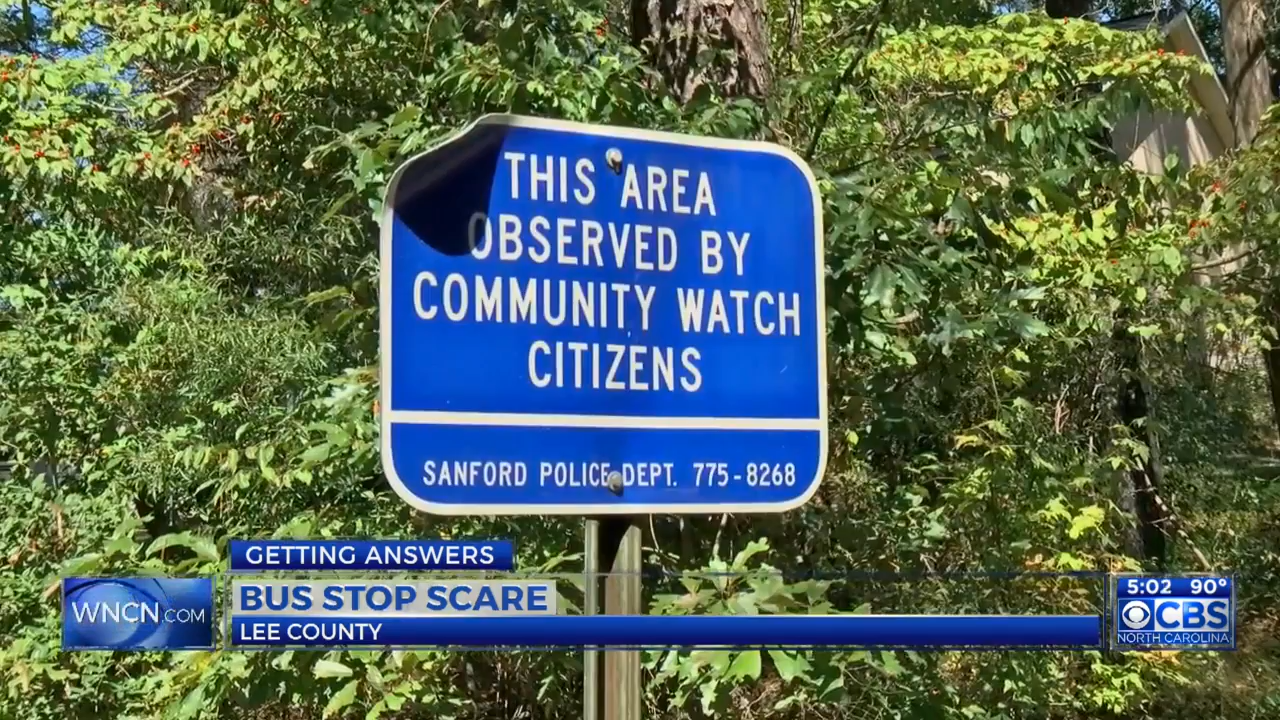 THIS AREA
OBSERVED BY
COMMUNITY WATCH
CITIZENS
SANFORD POLICE DEPT. 775-8268
GETTING ANSWERS
WNCN.COM
BUS STOP SCARE
LEE COUNTY
5:02 90°
CBS
NORTH CAROLINA